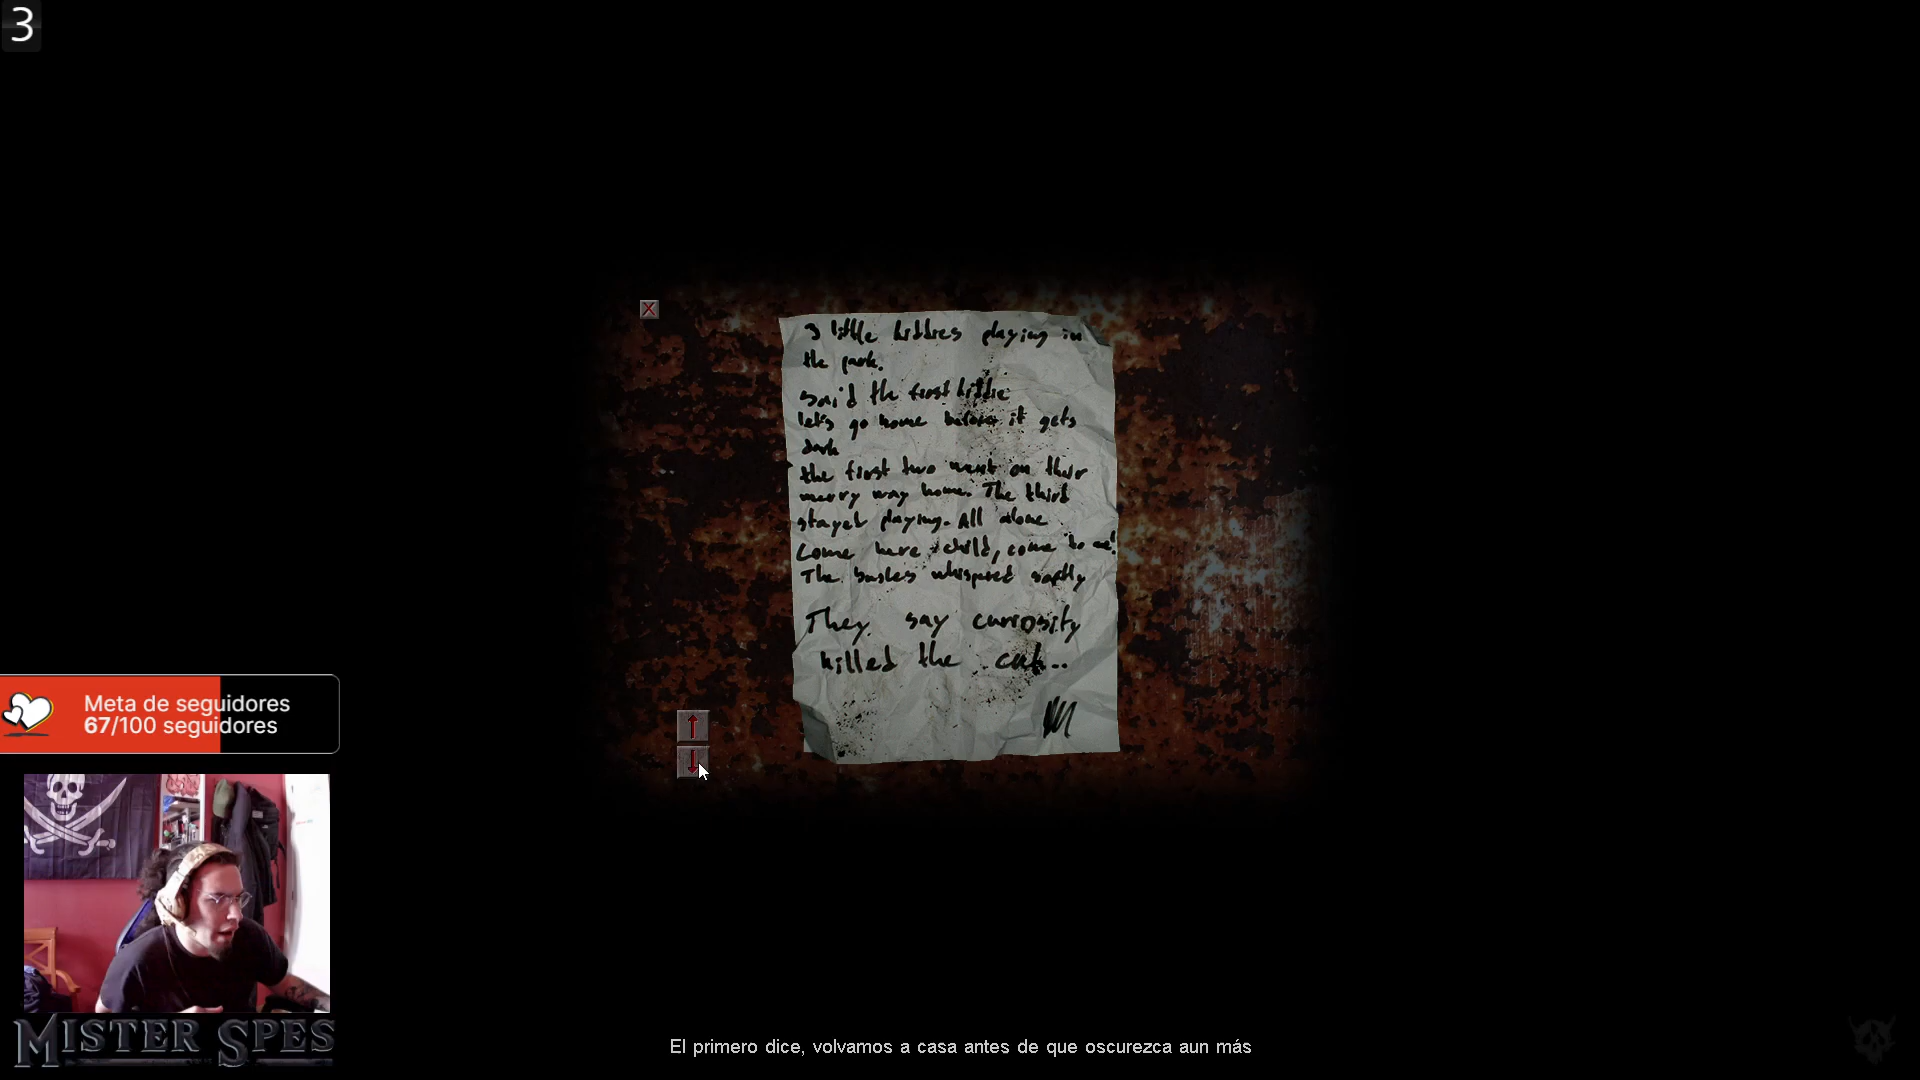 3
3 little kiddies playing in
the park.
said the first kiddie
let's go home before it gets
dark
the first two went on their
merry way home. The third
stayed playing. All alone
Come here child, come to me!
The bushes whispered softly
They say curiosity
killed the cat...
Meta de seguidores
67/100 seguidores
MISTER SPES
El primero dice, volvamos a casa antes de que oscurezca aun más